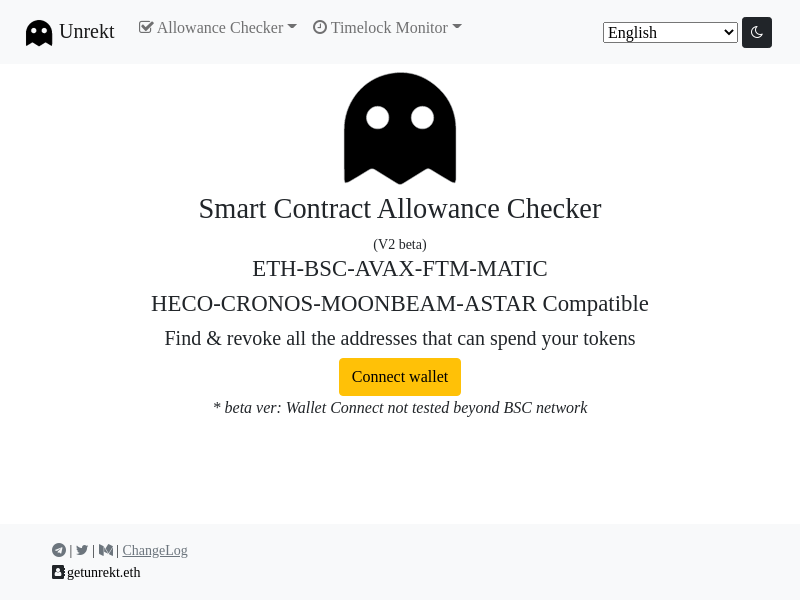 Unrekt
Allowance Checker
Timelock Monitor
English
Smart Contract Allowance Checker
(V2 beta)
ETH-BSC-AVAX-FTM-MATIC
HECO-CRONOS-MOONBEAM-ASTAR Compatible
Find & revoke all the addresses that can spend your tokens
Connect wallet
* beta ver: Wallet Connect not tested beyond BSC network
| | | ChangeLog
getunrekt.eth